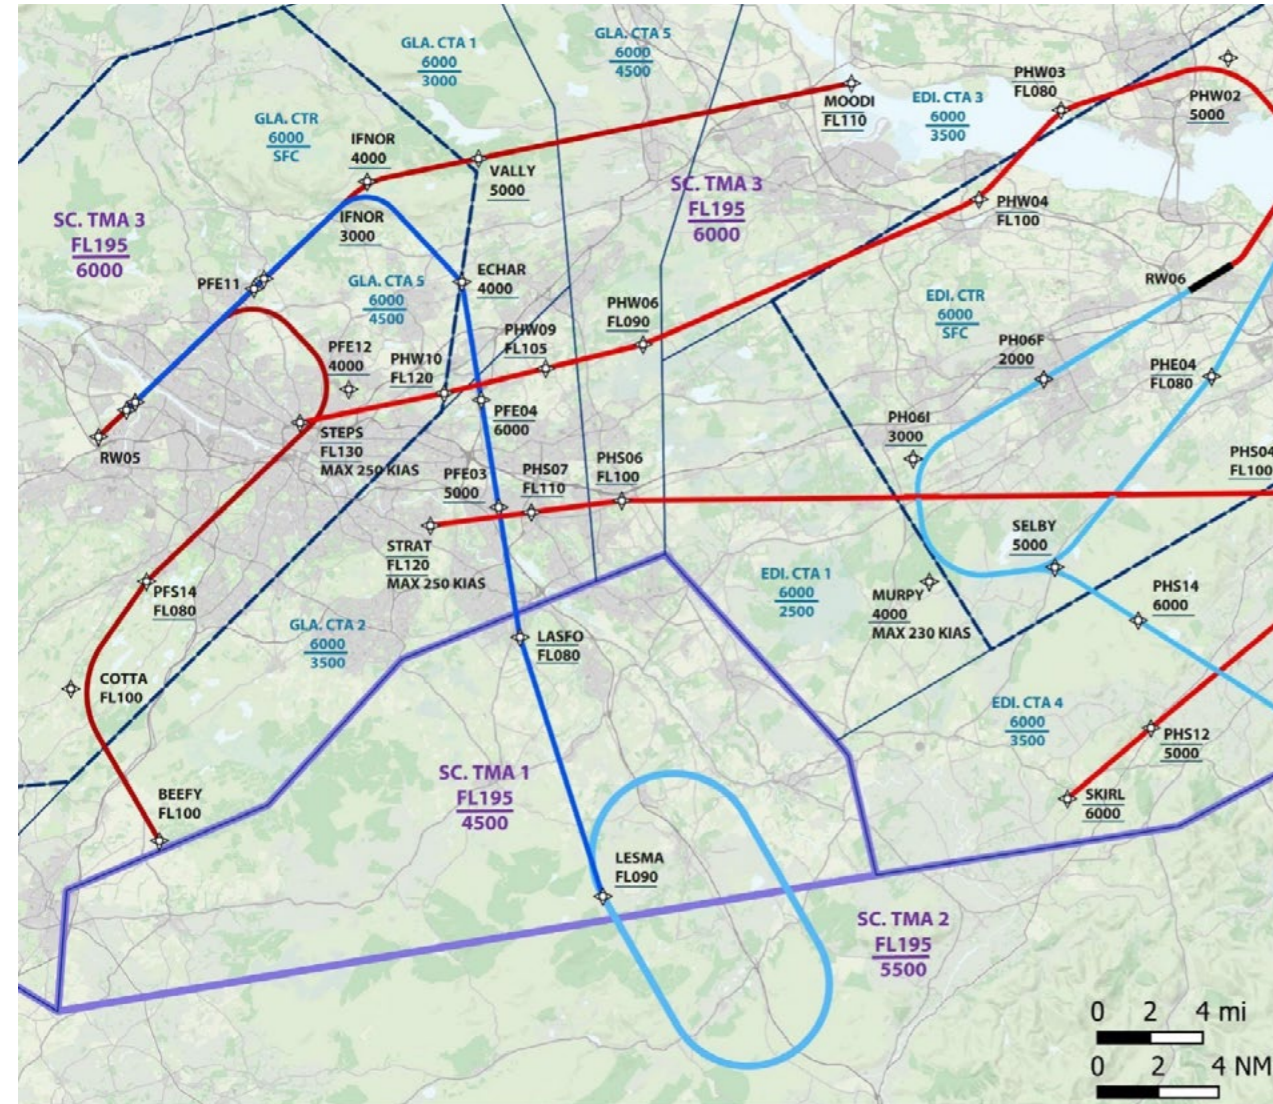 GLA. CTA 1
6000
3000
GLA. CTA 5
6000
4500
MOODI
FL110
EDI. CTA 3
6000
3500
PHW03
FL080
PHW02
5000
GLA. CTR
6000
SFC
IFNOR
4000
VALLY
5000
SC. TMA 3
FL195
6000
PHW04
FL100
SC. TMA 3
FL195
6000
IFNOR
3000
PFE11
ECHAR
4000
GLA. CTA 5
6000
4500
RW06
EDI. CTR
6000
SFC
PHW06
FL090
PHW09
FL105
PFE12
4000
PHW10
FL120
PH06F
2000
PHE04
FL080
PFE04
6000
PH06I
3000
STEPS
FL130
MAX 250 KIAS
RW05
PFE03
5000
PHS07
FL110
PHS06
FL100
PHS04
FL100
STRAT
FL120
MAX 250 KIAS
SELBY
5000
PFS14
FL080
EDI. CTA 1
6000
2500
MURPY
4000
MAX 230 KIAS
PHS14
6000
GLA. CTA 2
6000
3500
LASFO
FL080
COTTA
FL100
EDI. CTA 4
6000
3500
PHS12
5000
SC. TMA 1
FL195
4500
BEEFY
FL100
SKIRL
6000
LESMA
FL090
SC. TMA 2
FL195
5500
0 2 4 mi
0 2 4 NM